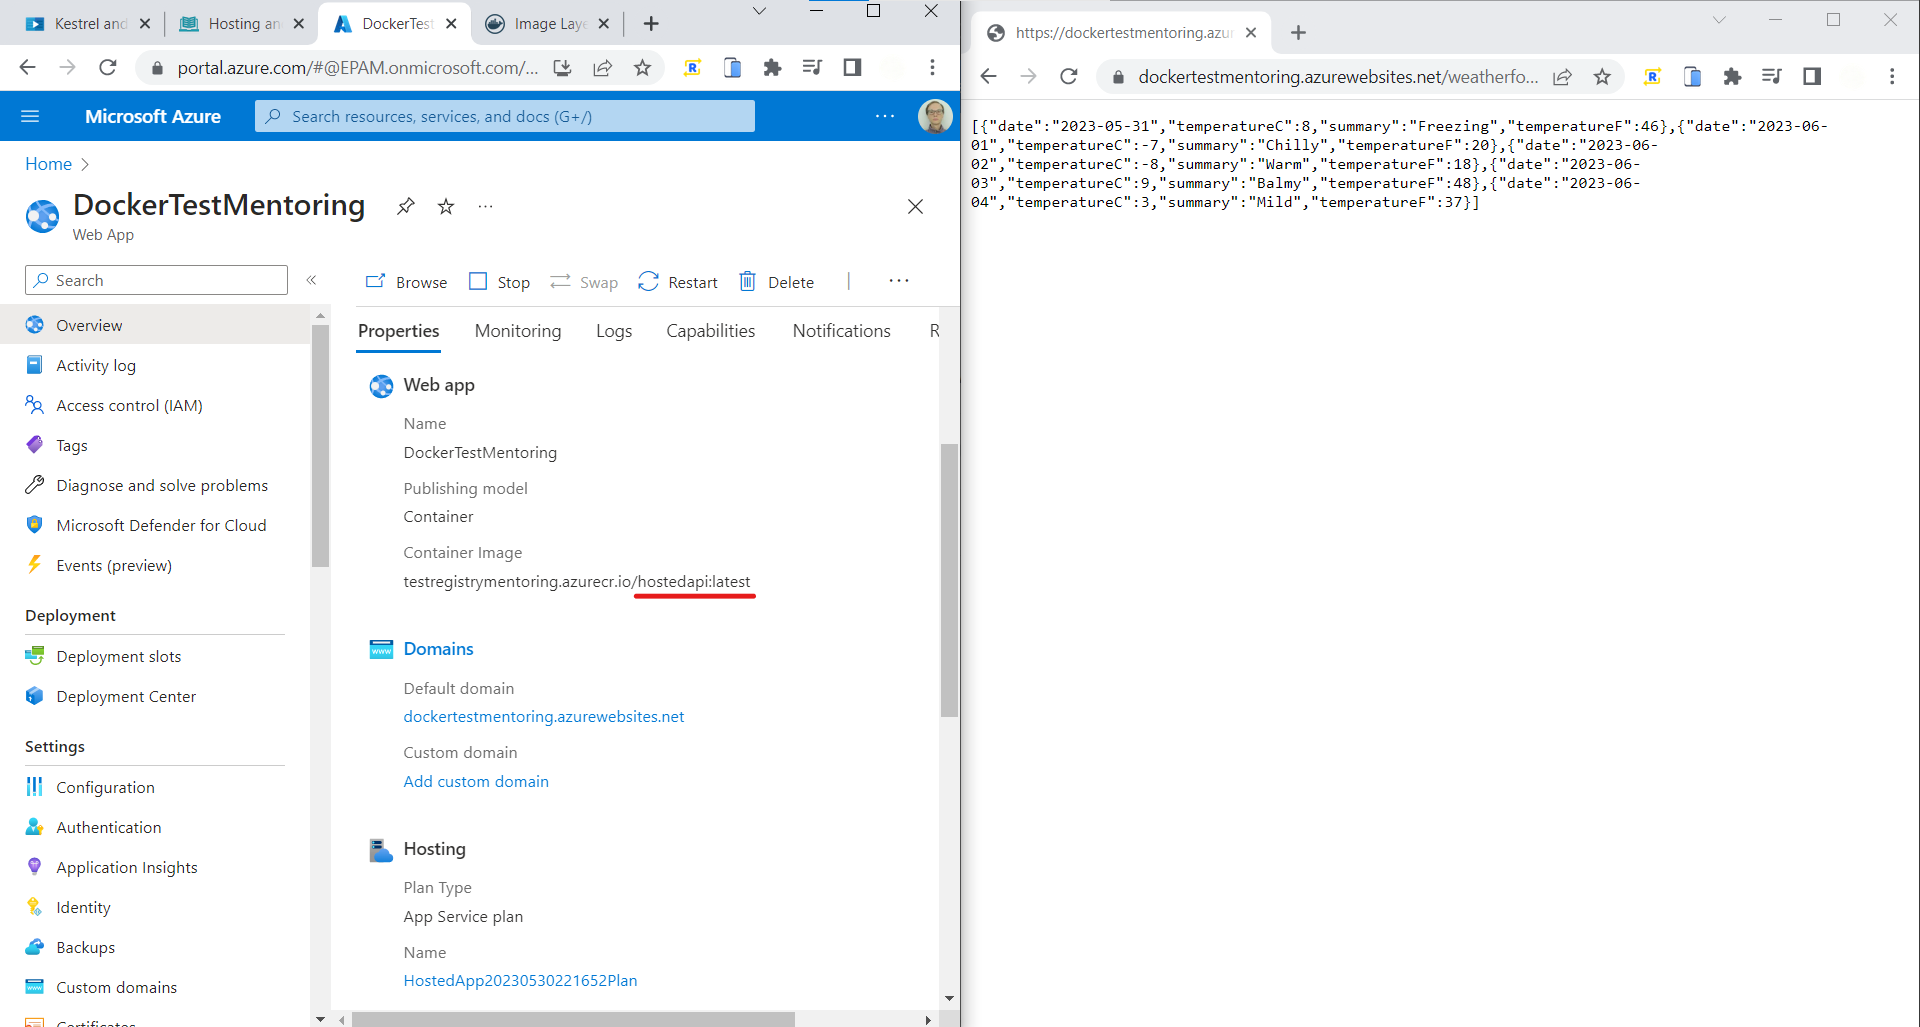 Kestrel and
Hosting an
DockerTest
Image Laye
portal.azure.com/#@EPAM.onmicrosoft.com/...
Microsoft Azure
Search resources, services, and docs (G+/)
Home
DockerTestMentoring
Web App
Search
Overview
Activity log
Access control (IAM)
Tags
Diagnose and solve problems
Microsoft Defender for Cloud
Events (preview)
Deployment
Deployment slots
Deployment Center
Settings
Configuration
Authentication
Application Insights
Identity
Backups
Custom domains
Certificates
Browse
Stop
Swap
Restart
Delete
Properties
Monitoring
Logs
Capabilities
Notifications
R
Web app
Name
DockerTestMentoring
Publishing model
Container
Container Image
testregistrymentoring.azurecr.io/hostedapi:latest
Domains
Default domain
dockertestmentoring.azurewebsites.net
Custom domain
Add custom domain
Hosting
Plan Type
App Service plan
Name
HostedApp20230530221652Plan
https://dockertestmentoring.azur
dockertestmentoring.azurewebsites.net/weatherfo...
[{"date":"2023-05-31","temperatureC":8,"summary":"Freezing","temperatureF":46},{"date":"2023-06-
01","temperatureC":-7,"summary":"Chilly","temperatureF":20},{"date":"2023-06-
02","temperatureC":-8,"summary":"Warm","temperatureF":18},{"date":"2023-06-
03","temperatureC":9,"summary":"Balmy","temperatureF":48},{"date":"2023-06-
04","temperatureC":3,"summary":"Mild","temperatureF":37}]